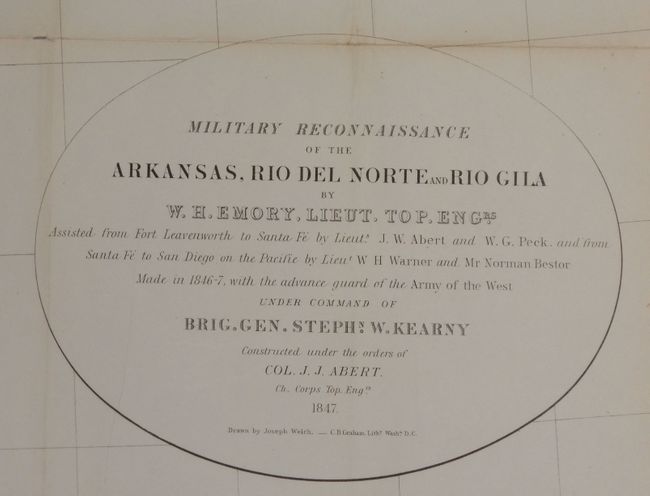 MILITARY RECONNAISSANCE
OF THE
ARKANSAS, RIO DEL NORTE AND RIO GILA
BY
W. H. EMORY, LIEUT. TOP. ENGRS
Assisted from Fort Leavenworth to Santa Fé by Lieuts. J. W. Abert and W. G. Peck, and from
Santa Fé to San Diego on the Pacific by Lieut W H Warner and Mr Norman Bestor
Made in 1846-7, with the advance guard of the Army of the West
UNDER COMMAND OF
BRIG. GEN. STEPHN. W. KEARNY
Constructed under the orders of
COL. J. J. ABERT.
Ch. Corps Top. Engrs
1847.
Drawn by Joseph Welch. — C.B. Graham, Lithr. Washn. D.C.